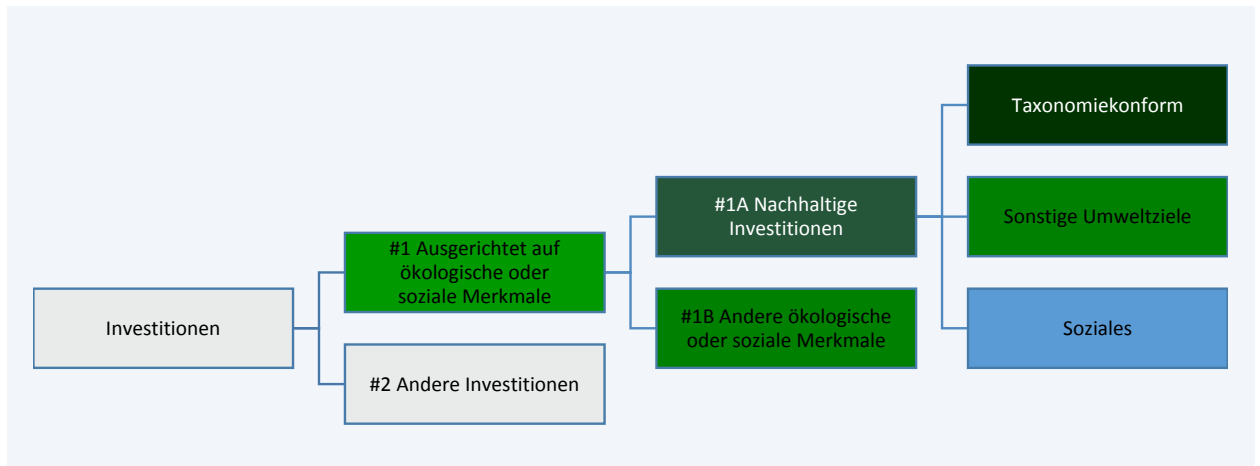 Investitionen
#1 Ausgerichtet auf
ökologische oder
soziale Merkmale
#2 Andere Investitionen
#1A Nachhaltige
Investitionen
#1B Andere ökologische
oder soziale Merkmale
Taxonomiekonform
Sonstige Umweltziele
Soziales